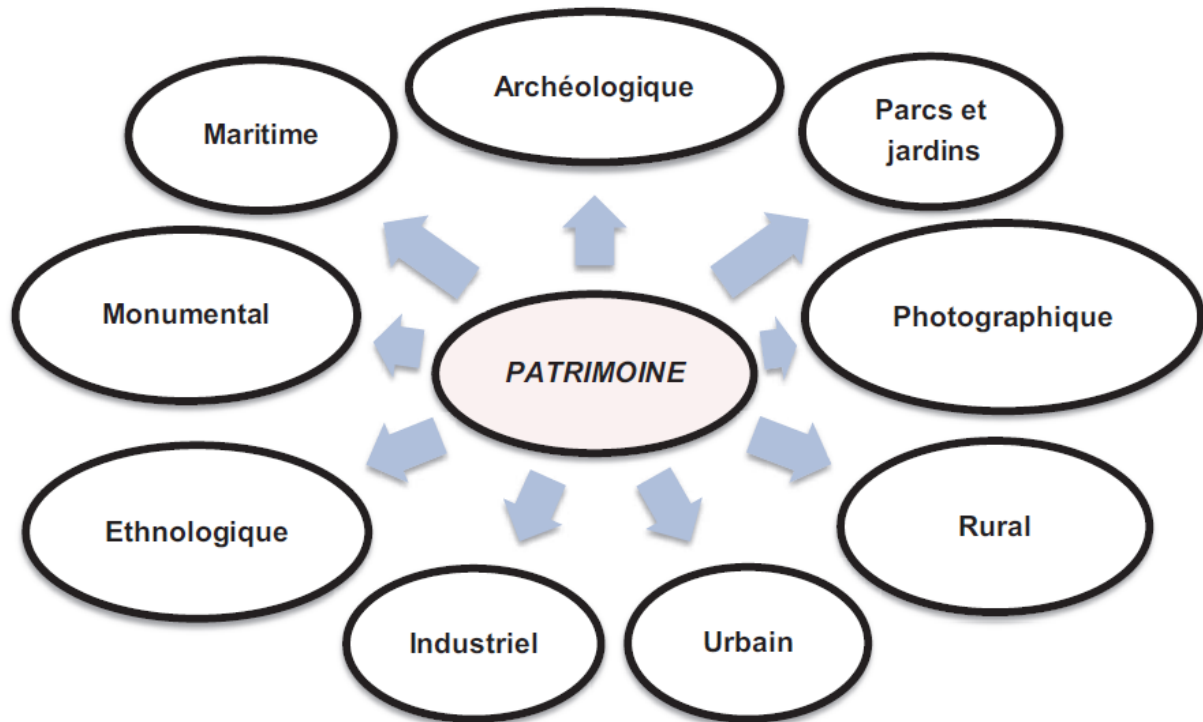 Archéologique
Maritime
Parcs et
jardins
Monumental
Photographique
PATRIMOINE
Ethnologique
Rural
Industriel
Urbain